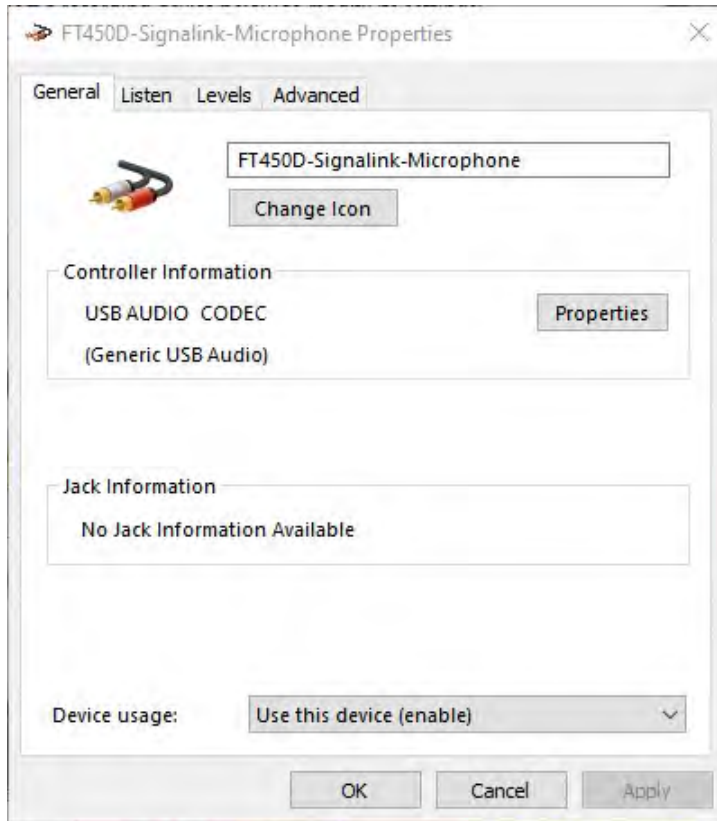 FT450D-Signalink-Microphone Properties
General Listen Levels Advanced
FT450D-Signalink-Microphone
Change Icon
Controller Information
USB AUDIO CODEC
Properties
(Generic USB Audio)
Jack Information
No Jack Information Available
Device usage: Use this device (enable)
OK Cancel Apply